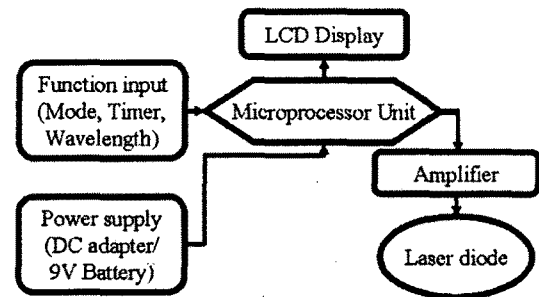 LCD Display
Function input
(Mode, Timer,
Wavelength)
Microprocessor Unit
Amplifier
Power supply
(DC adapter/
9V Battery)
Laser diode